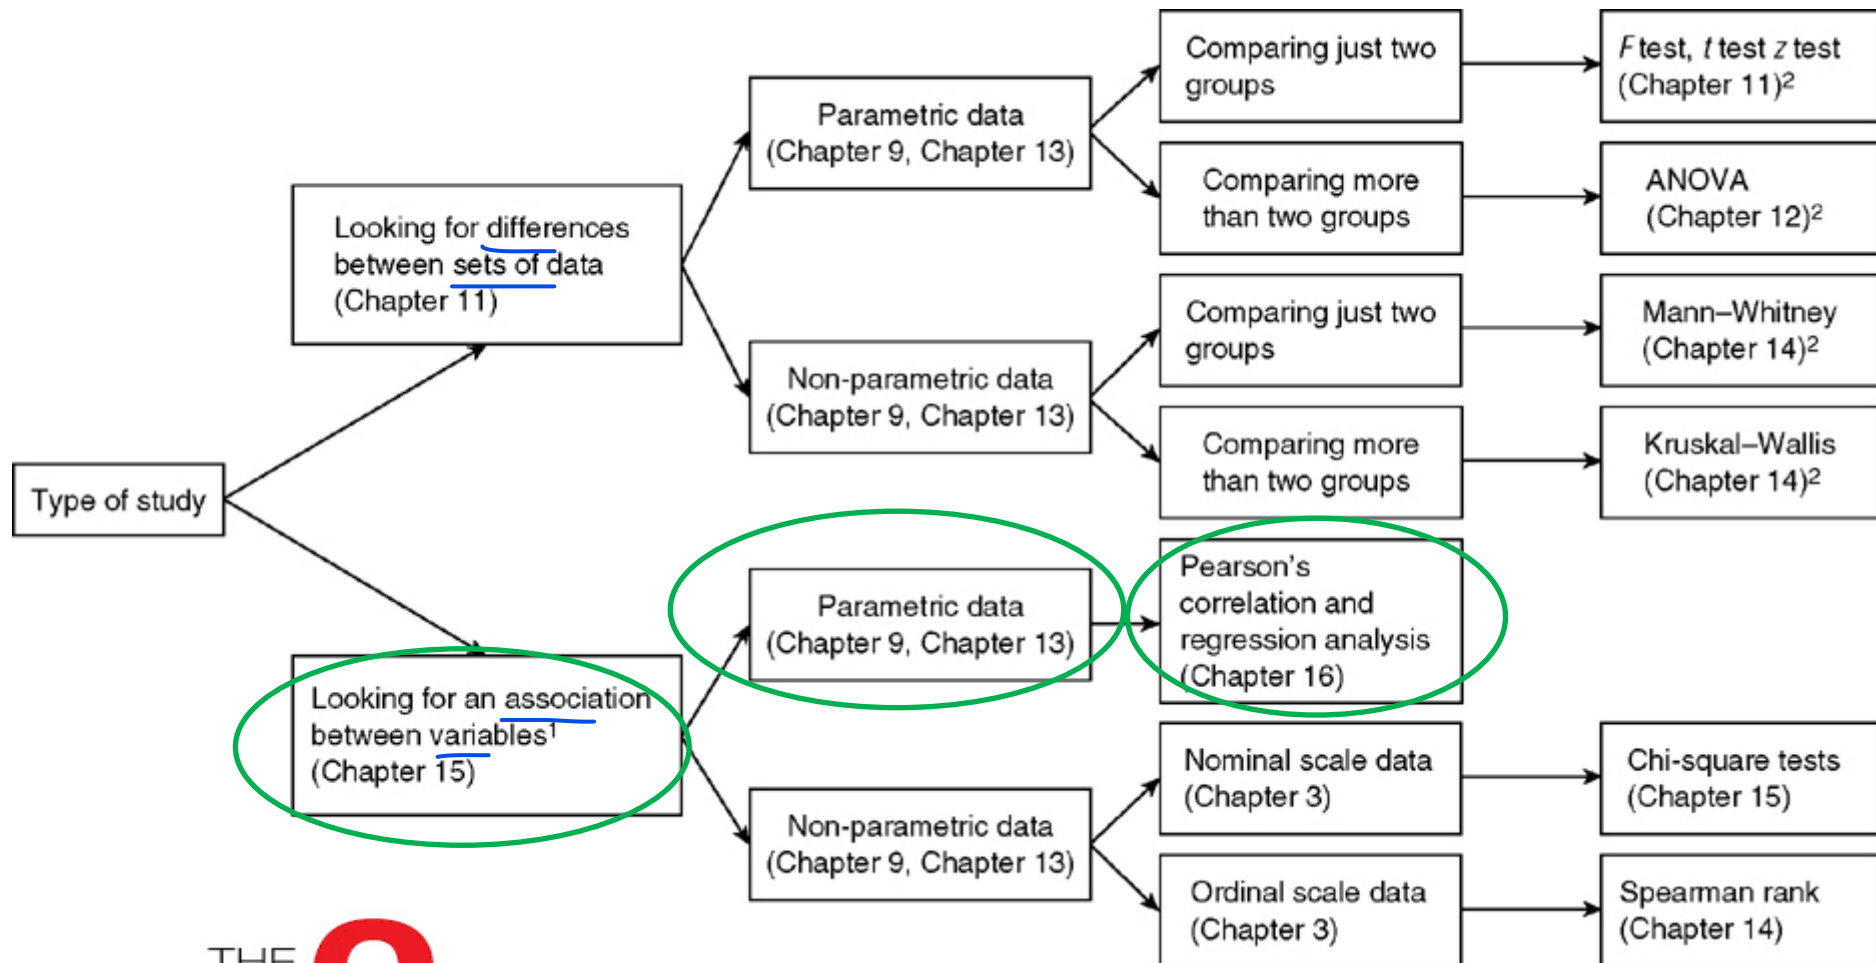 Type of study
Looking for differences
between sets of data
(Chapter 11)
Looking for an association
between variables¹
(Chapter 15)
Parametric data
(Chapter 9, Chapter 13)
Non-parametric data
(Chapter 9, Chapter 13)
Parametric data
(Chapter 9, Chapter 13)
Non-parametric data
(Chapter 9, Chapter 13)
Comparing just two
groups
Comparing more
than two groups
Comparing just two
groups
Comparing more
than two groups
Pearson's
correlation and
regression analysis
(Chapter 16)
Nominal scale data
(Chapter 3)
Ordinal scale data
(Chapter 3)
F test, t test z test
(Chapter 11)²
ANOVA
(Chapter 12)²
Mann–Whitney
(Chapter 14)²
Kruskal–Wallis
(Chapter 14)²
Chi-square tests
(Chapter 15)
Spearman rank
(Chapter 14)
THE